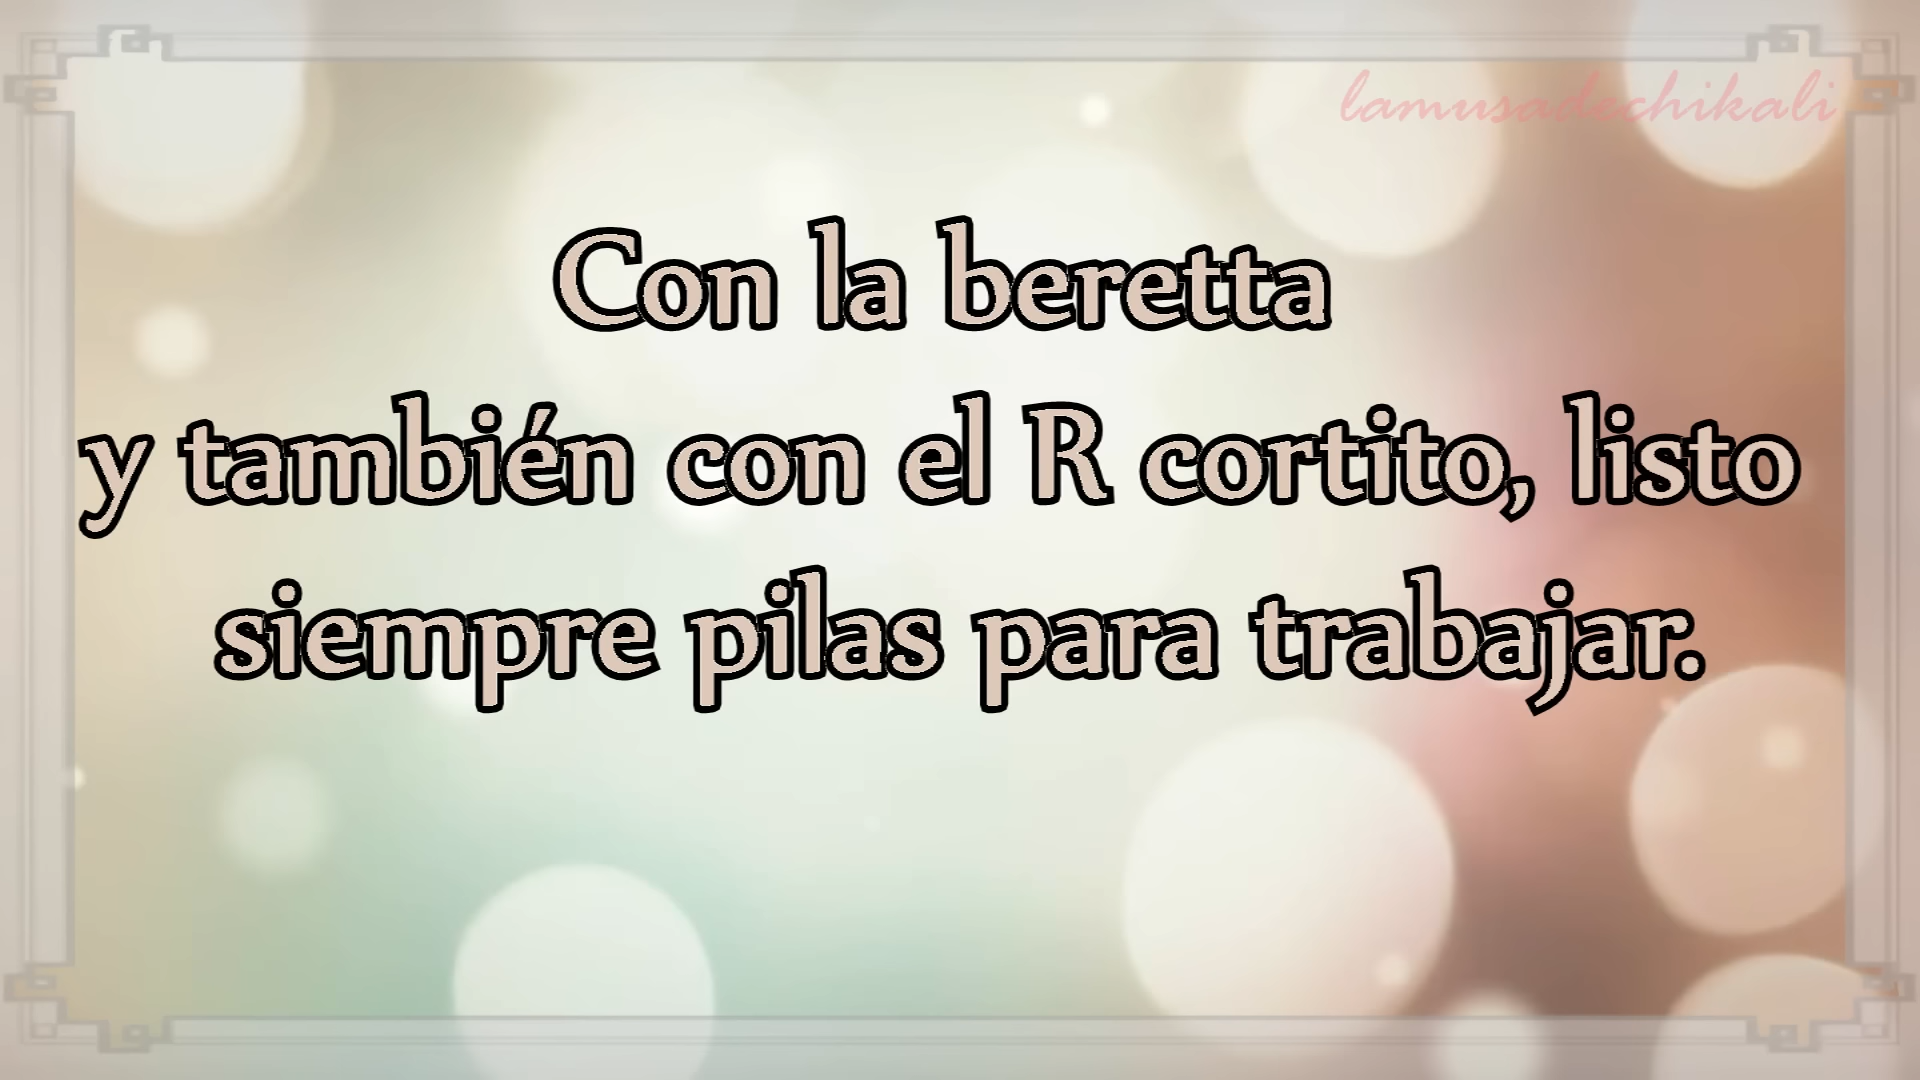 lamusadechikali
Con la beretta
y también con el R cortito, listo
siempre pilas para trabajar.